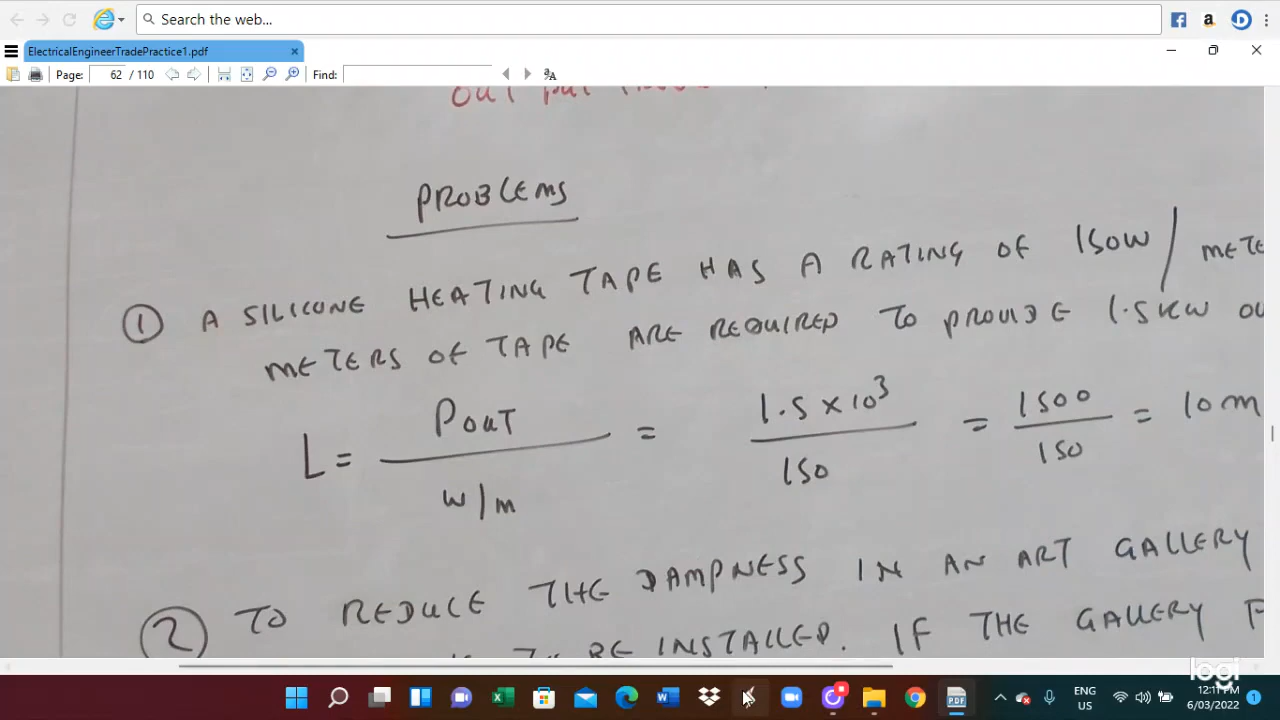 Search the web...
ElectricalEngineerTradePractice1.pdf
Page: 62 / 110 Find:
out put
PROBLEMS
① A SILICONE HEATING TAPE HAS A RATING OF 150W / METE
METERS OF TAPE ARE REQUIRED TO PROVIDE 1.5KW OU
L = POUT / W/m = 1.5 × 10³ / 150 = 1500 / 150 = 10m
② TO REDUCE THE DAMPNESS IN AN ART GALLERY
TO BE INSTALLED. IF THE GALLERY F
logi
ENG
US
12:11 PM
6/03/2022